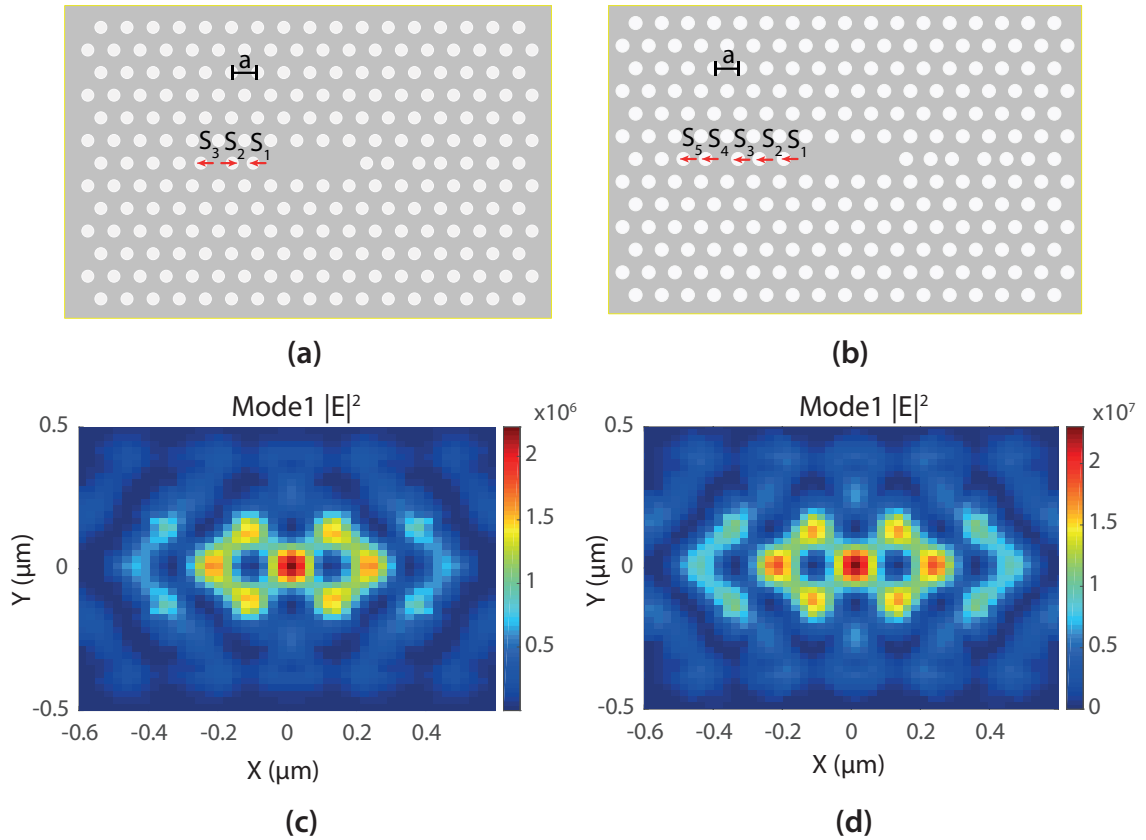 a
S₃ S₂ S₁
(a)
a
S₅ S₄ S₃ S₂ S₁
(b)
Mode1 |E|²
x10⁶
0.5
0
-0.5
Y (µm)
-0.6 -0.4 -0.2 0 0.2 0.4
X (µm)
2
1.5
1
0.5
(c)
Mode1 |E|²
x10⁷
0.5
0
-0.5
Y (µm)
-0.6 -0.4 -0.2 0 0.2 0.4
X (µm)
2
1.5
1
0.5
0
(d)